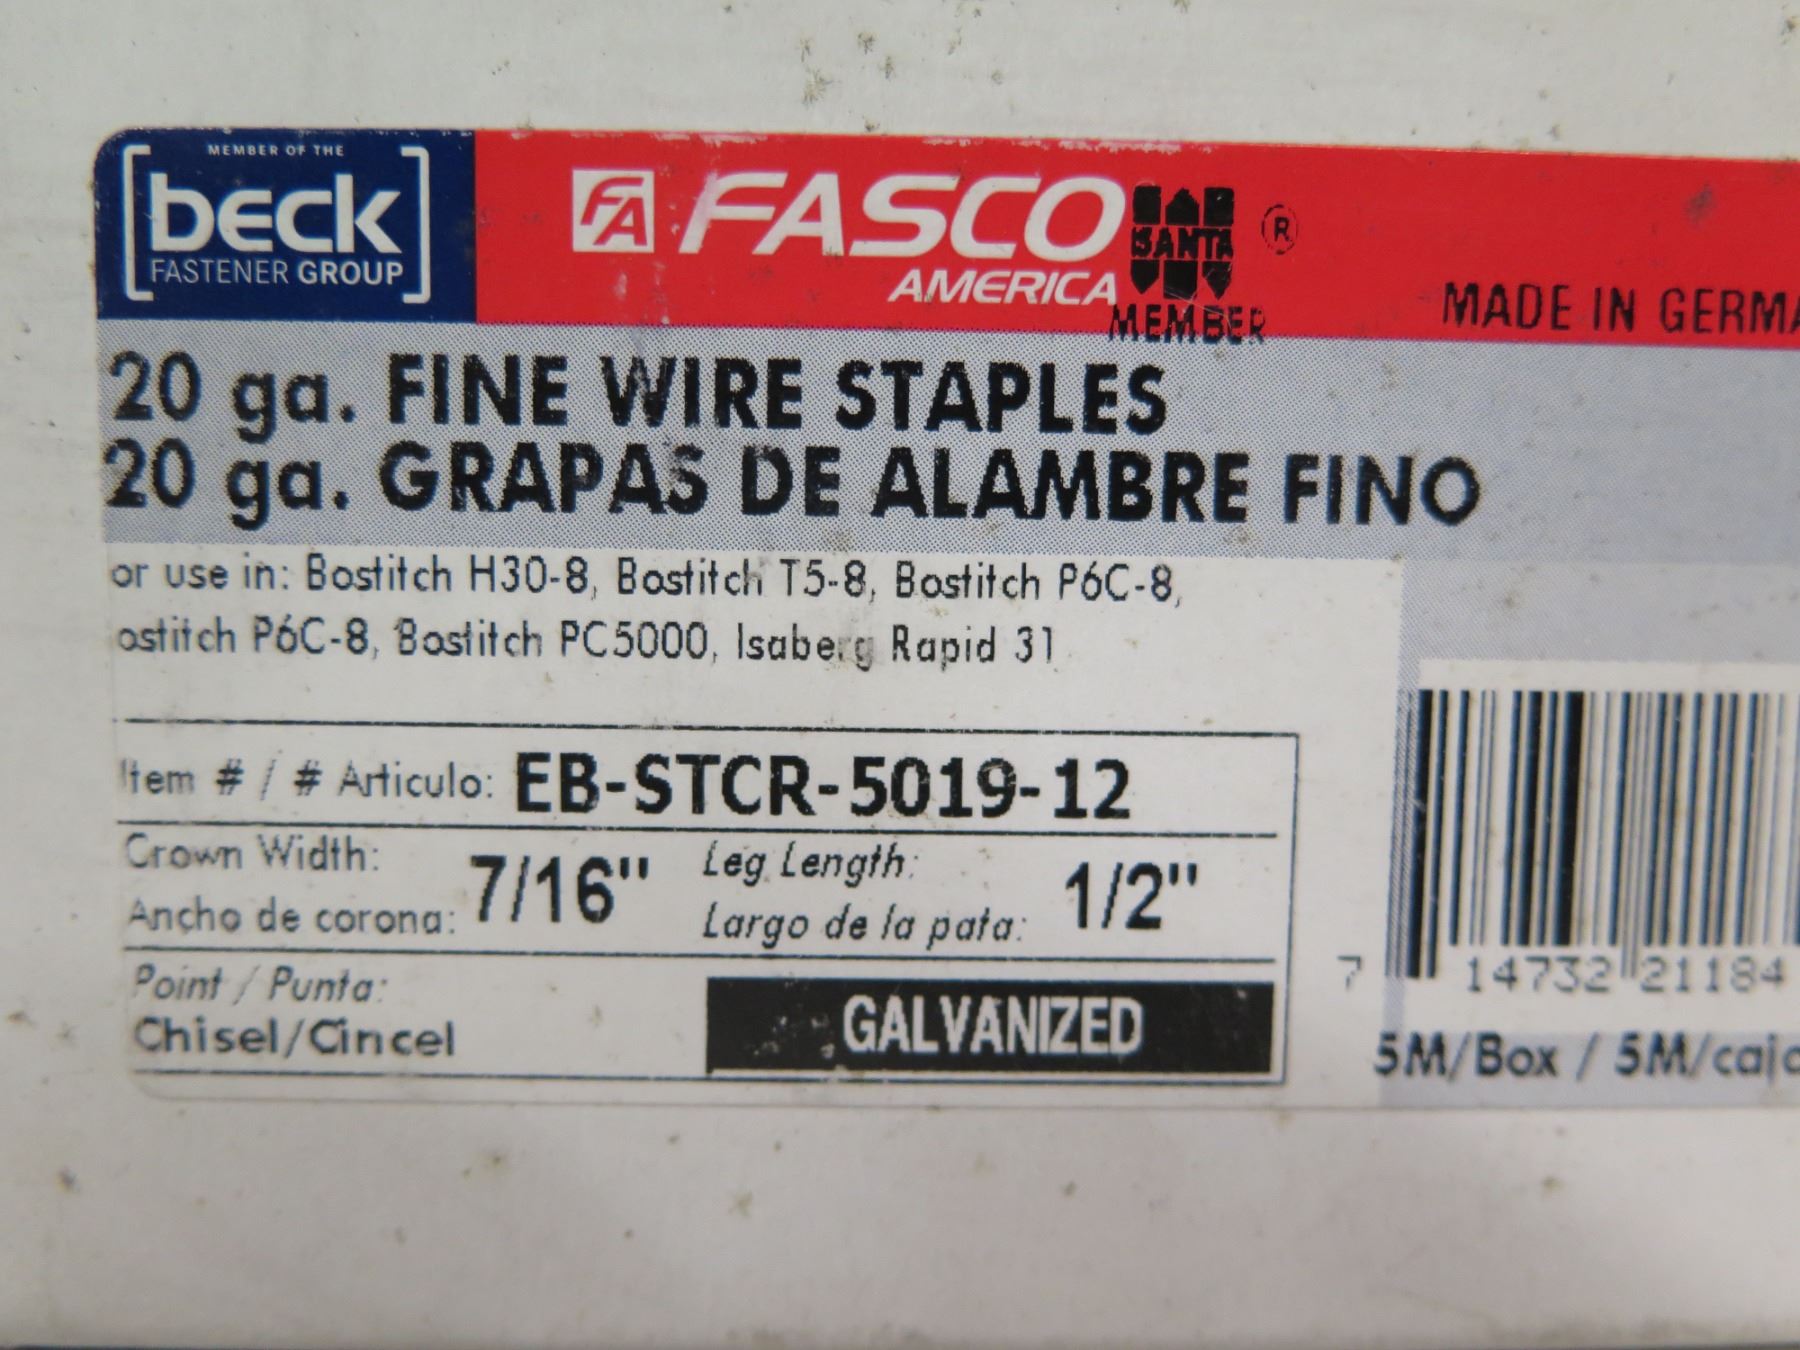 MEMBER OF THE
beck
FASTENER GROUP
FA FASCO
AMERICA
ISANTA
MEMBER
®
MADE IN GERMA
20 ga. FINE WIRE STAPLES
20 ga. GRAPAS DE ALAMBRE FINO
or use in: Bostitch H30-8, Bostitch T5-8, Bostitch P6C-8,
ostitch P6C-8, Bostitch PC5000, Isaberg Rapid 31
Item # / # Articulo: EB-STCR-5019-12
Crown Width:
Ancho de corona: 7/16"
Leg Length:
Largo de la pata: 1/2"
Point / Punta:
Chisel/Cincel
GALVANIZED
7 14732 21184
5M/Box / 5M/caja